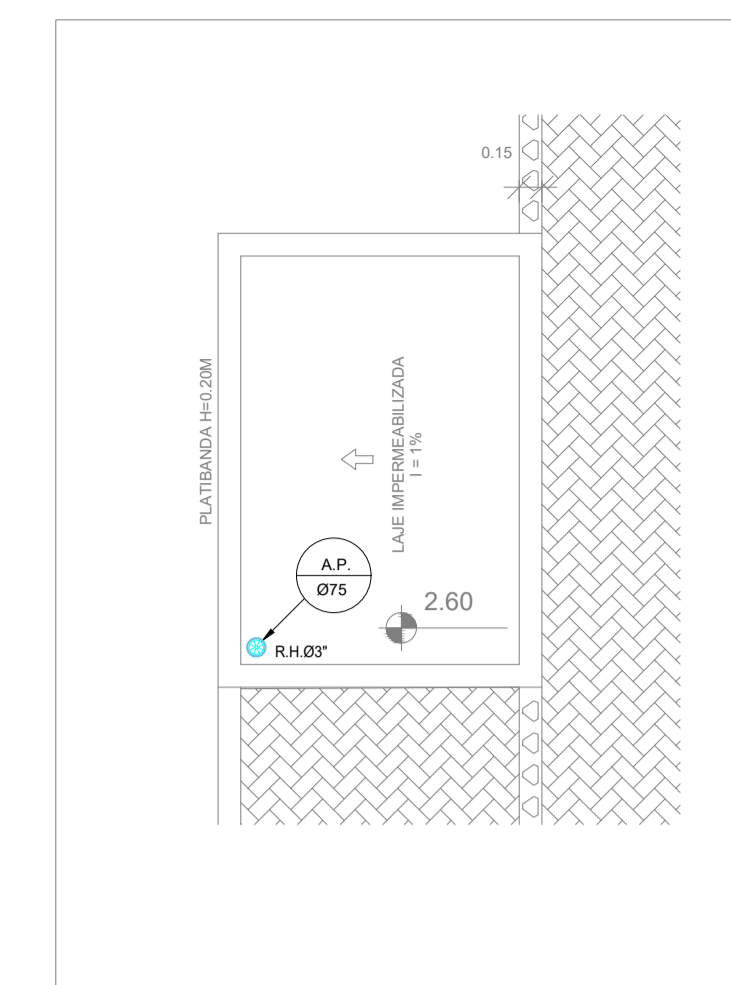 0.15
PLATIBANDA H=0.20M
LAJE IMPERMEABILIZADA
I = 1%
A.P.
Ø75
2.60
R.H.Ø3"